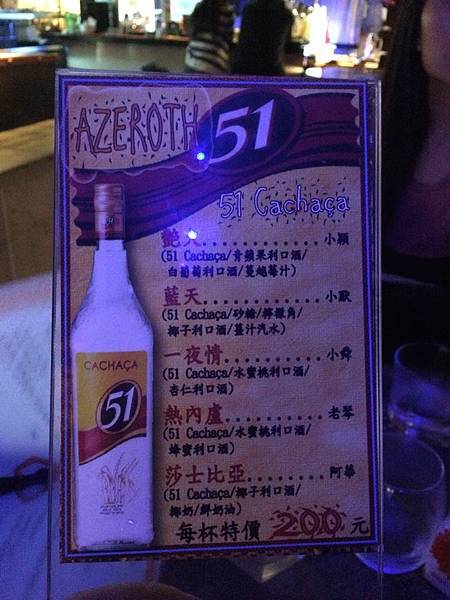 AZEROTH
51
51 Cachaça
艷天............小穎
(51 Cachaça/青蘋果利口酒/
白葡萄利口酒/蔓越莓汁)
藍天............小歐
(51 Cachaça/砂糖/檸檬角/
椰子利口酒/薑汁汽水)
一夜情..........小舜
(51 Cachaça/水蜜桃利口酒/
杏仁利口酒)
熱內盧..........老琴
(51 Cachaça/水蜜桃利口酒/
蜂蜜利口酒)
莎士比亞........阿華
(51 Cachaça/椰子利口酒/
椰奶/鮮奶油)
每杯特價 200元
CACHAÇA
51